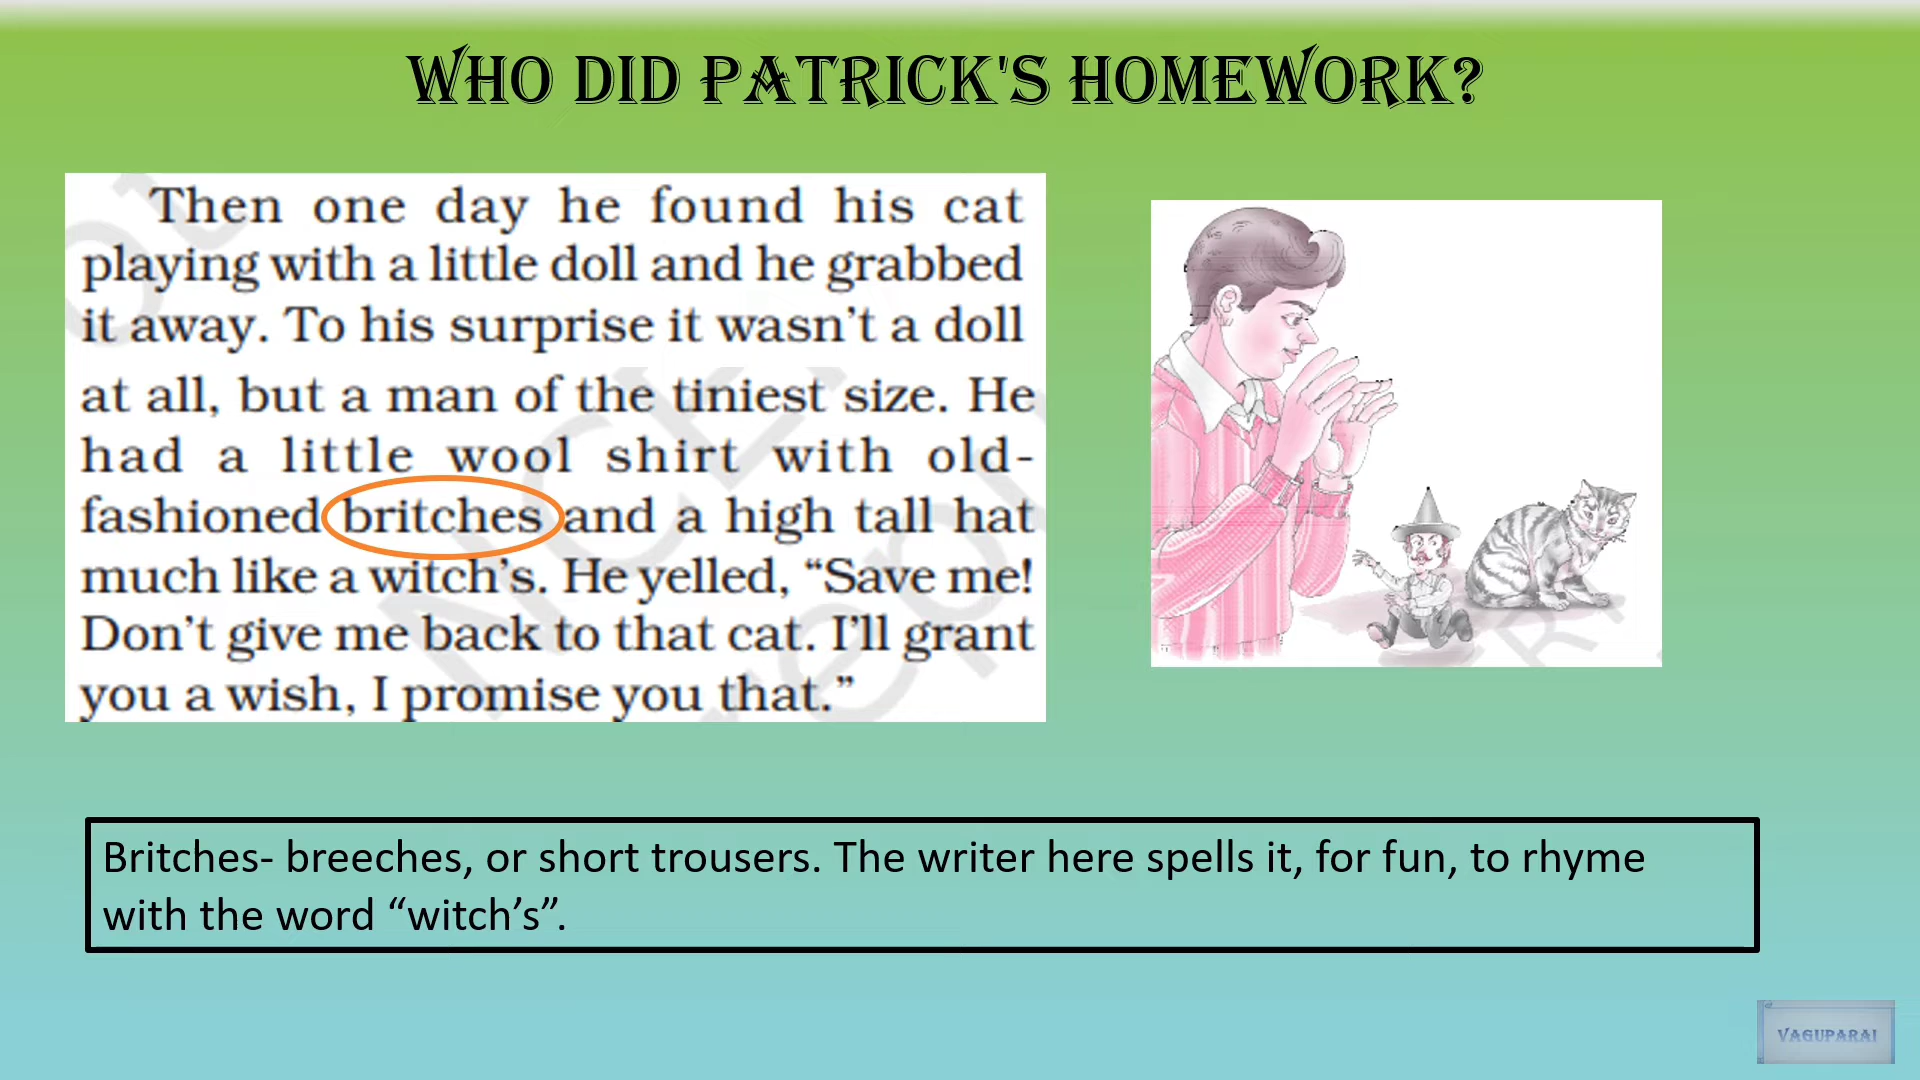 WHO DID PATRICK'S HOMEWORK?
Then one day he found his cat
playing with a little doll and he grabbed
it away. To his surprise it wasn't a doll
at all, but a man of the tiniest size. He
had a little wool shirt with old-
fashioned britches and a high tall hat
much like a witch's. He yelled, “Save me!
Don't give me back to that cat. I'll grant
you a wish, I promise you that.”
Britches- breeches, or short trousers. The writer here spells it, for fun, to rhyme
with the word “witch's”.
VAGUPARAI